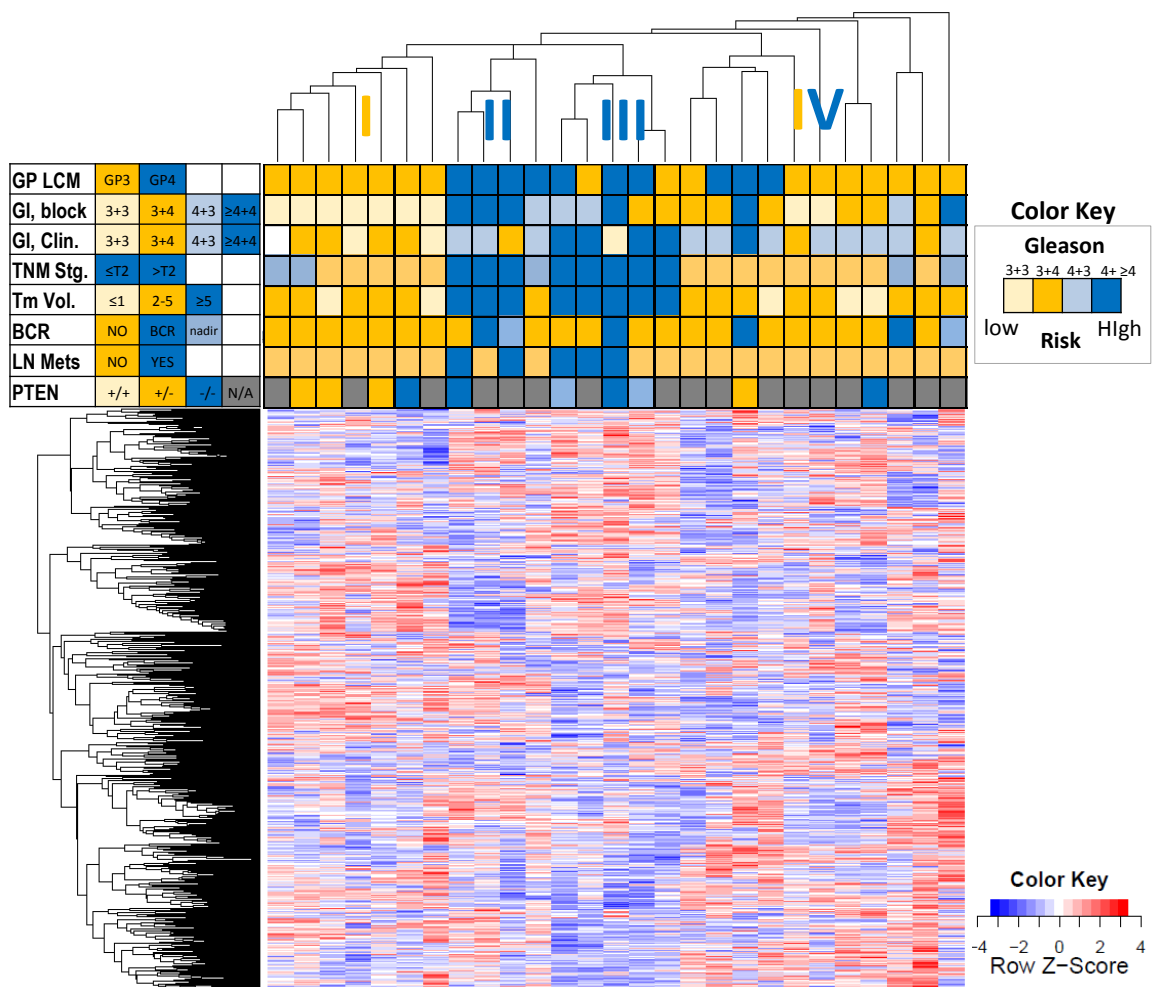 I II III IV
GP LCM GP3 GP4
Gl, block 3+3 3+4 4+3 ≥4+4
Gl, Clin. 3+3 3+4 4+3 ≥4+4
TNM Stg. ≤T2 >T2
Tm Vol. ≤1 2-5 ≥5
BCR NO BCR nadir
LN Mets NO YES
PTEN +/+ +/- -/- N/A
Color Key
Gleason
3+3 3+4 4+3 4+ ≥4
low HIgh
Risk
Color Key
-4 -2 0 2 4
Row Z-Score